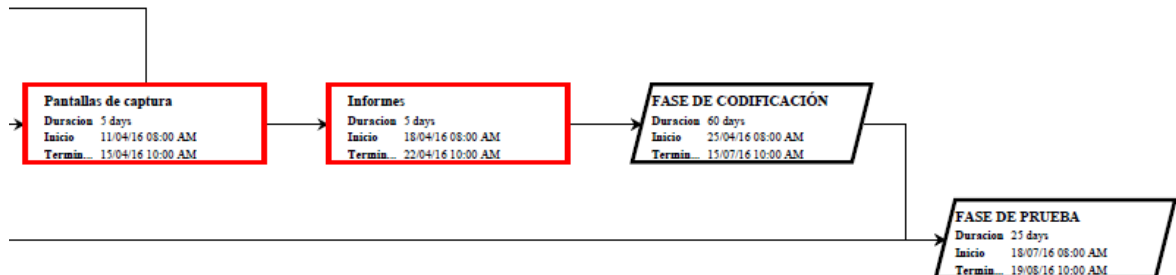 Pantallas de captura
Duracion 5 days
Inicio 11/04/16 08:00 AM
Termin... 15/04/16 10:00 AM
Informes
Duracion 5 days
Inicio 18/04/16 08:00 AM
Termin... 22/04/16 10:00 AM
FASE DE CODIFICACIÓN
Duracion 60 days
Inicio 25/04/16 08:00 AM
Termin... 15/07/16 10:00 AM
FASE DE PRUEBA
Duracion 25 days
Inicio 18/07/16 08:00 AM
Termin... 19/08/16 10:00 AM